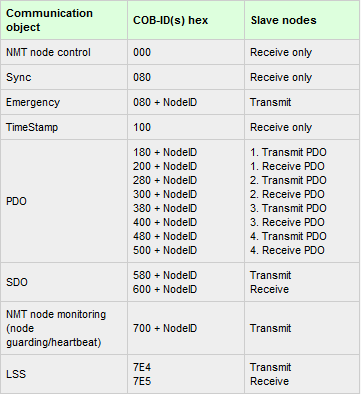 Communication object COB-ID(s) hex Slave nodes
NMT node control 000 Receive only
Sync 080 Receive only
Emergency 080 + NodeID Transmit
TimeStamp 100 Receive only
PDO
180 + NodeID 1. Transmit PDO
200 + NodeID 1. Receive PDO
280 + NodeID 2. Transmit PDO
300 + NodeID 2. Receive PDO
380 + NodeID 3. Transmit PDO
400 + NodeID 3. Receive PDO
480 + NodeID 4. Transmit PDO
500 + NodeID 4. Receive PDO
SDO
580 + NodeID Transmit
600 + NodeID Receive
NMT node monitoring
(node
guarding/heartbeat)
700 + NodeID Transmit
LSS
7E4 Transmit
7E5 Receive